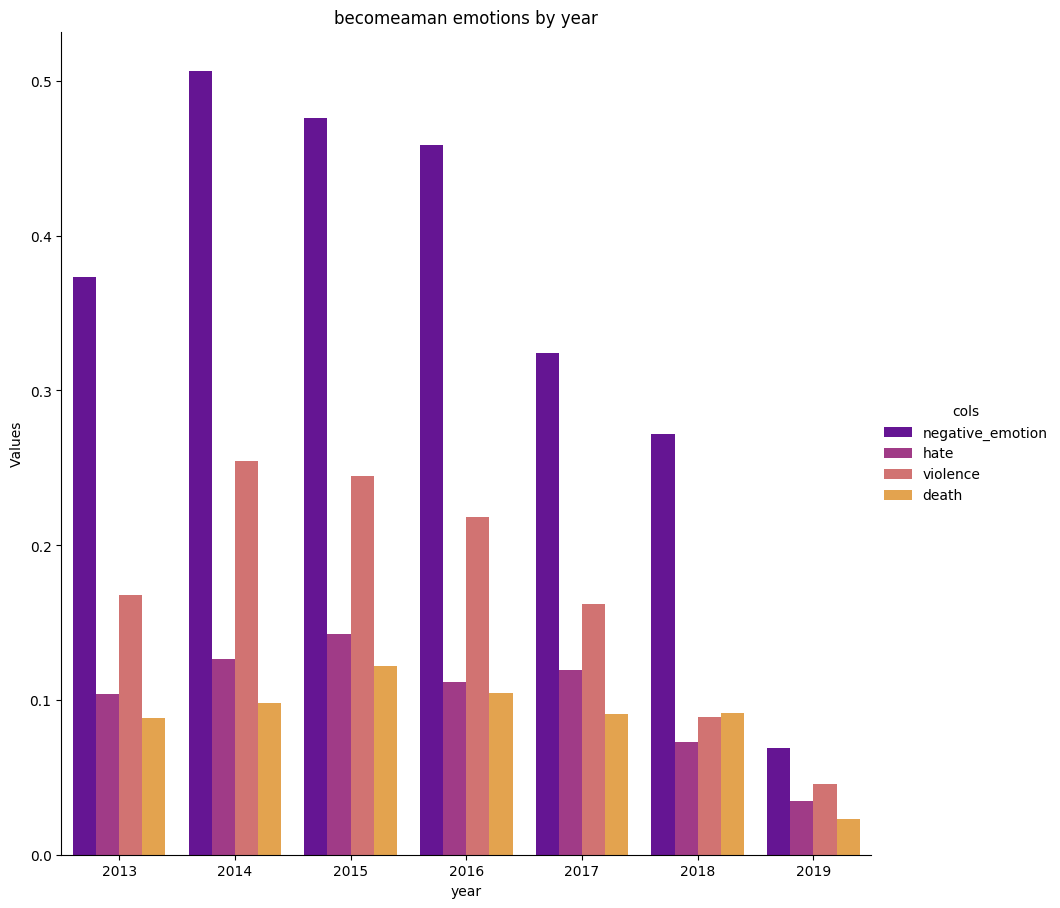 becomeaman emotions by year
Values
0.5
0.4
0.3
0.2
0.1
0.0
2013 2014 2015 2016 2017 2018 2019
year
cols
negative_emotion
hate
violence
death